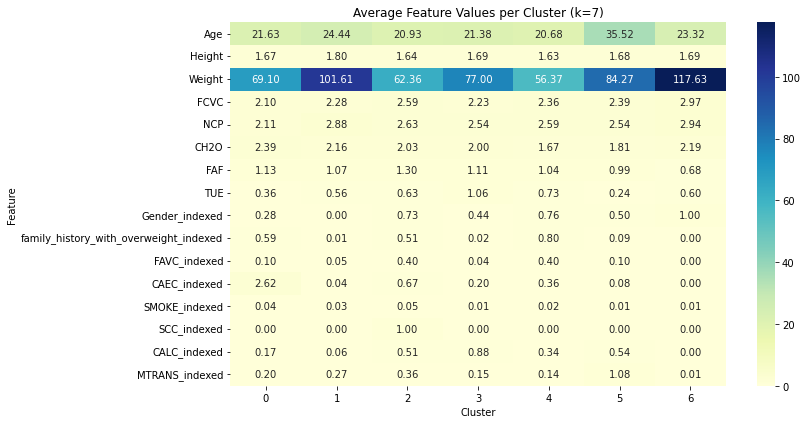 Average Feature Values per Cluster (k=7)
Age 21.63 24.44 20.93 21.38 20.68 35.52 23.32
Height 1.67 1.80 1.64 1.69 1.63 1.68 1.69
Weight 69.10 101.61 62.36 77.00 56.37 84.27 117.63
FCVC 2.10 2.28 2.59 2.23 2.36 2.39 2.97
NCP 2.11 2.88 2.63 2.54 2.59 2.54 2.94
CH2O 2.39 2.16 2.03 2.00 1.67 1.81 2.19
FAF 1.13 1.07 1.30 1.11 1.04 0.99 0.68
TUE 0.36 0.56 0.63 1.06 0.73 0.24 0.60
Gender_indexed 0.28 0.00 0.73 0.44 0.76 0.50 1.00
family_history_with_overweight_indexed 0.59 0.01 0.51 0.02 0.80 0.09 0.00
FAVC_indexed 0.10 0.05 0.40 0.04 0.40 0.10 0.00
CAEC_indexed 2.62 0.04 0.67 0.20 0.36 0.08 0.00
SMOKE_indexed 0.04 0.03 0.05 0.01 0.02 0.01 0.01
SCC_indexed 0.00 0.00 1.00 0.00 0.00 0.00 0.00
CALC_indexed 0.17 0.06 0.51 0.88 0.34 0.54 0.00
MTRANS_indexed 0.20 0.27 0.36 0.15 0.14 1.08 0.01
0 1 2 3 4 5 6
Cluster
Feature
100
80
60
40
20
0